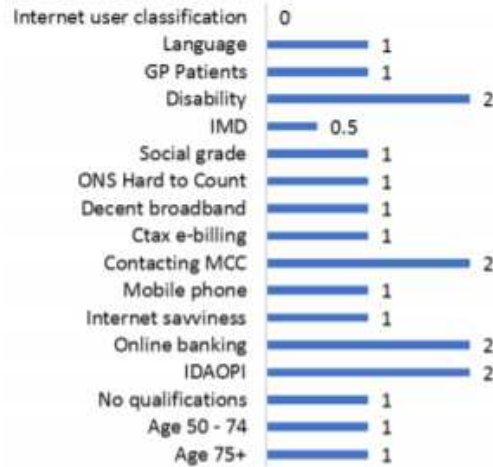 Internet user classification 0
Language 1
GP Patients 1
Disability 2
IMD 0.5
Social grade 1
ONS Hard to Count 1
Decent broadband 1
Ctax e-billing 1
Contacting MCC 2
Mobile phone 1
Internet savviness 1
Online banking 2
IDAOPI 2
No qualifications 1
Age 50 - 74 1
Age 75+ 1